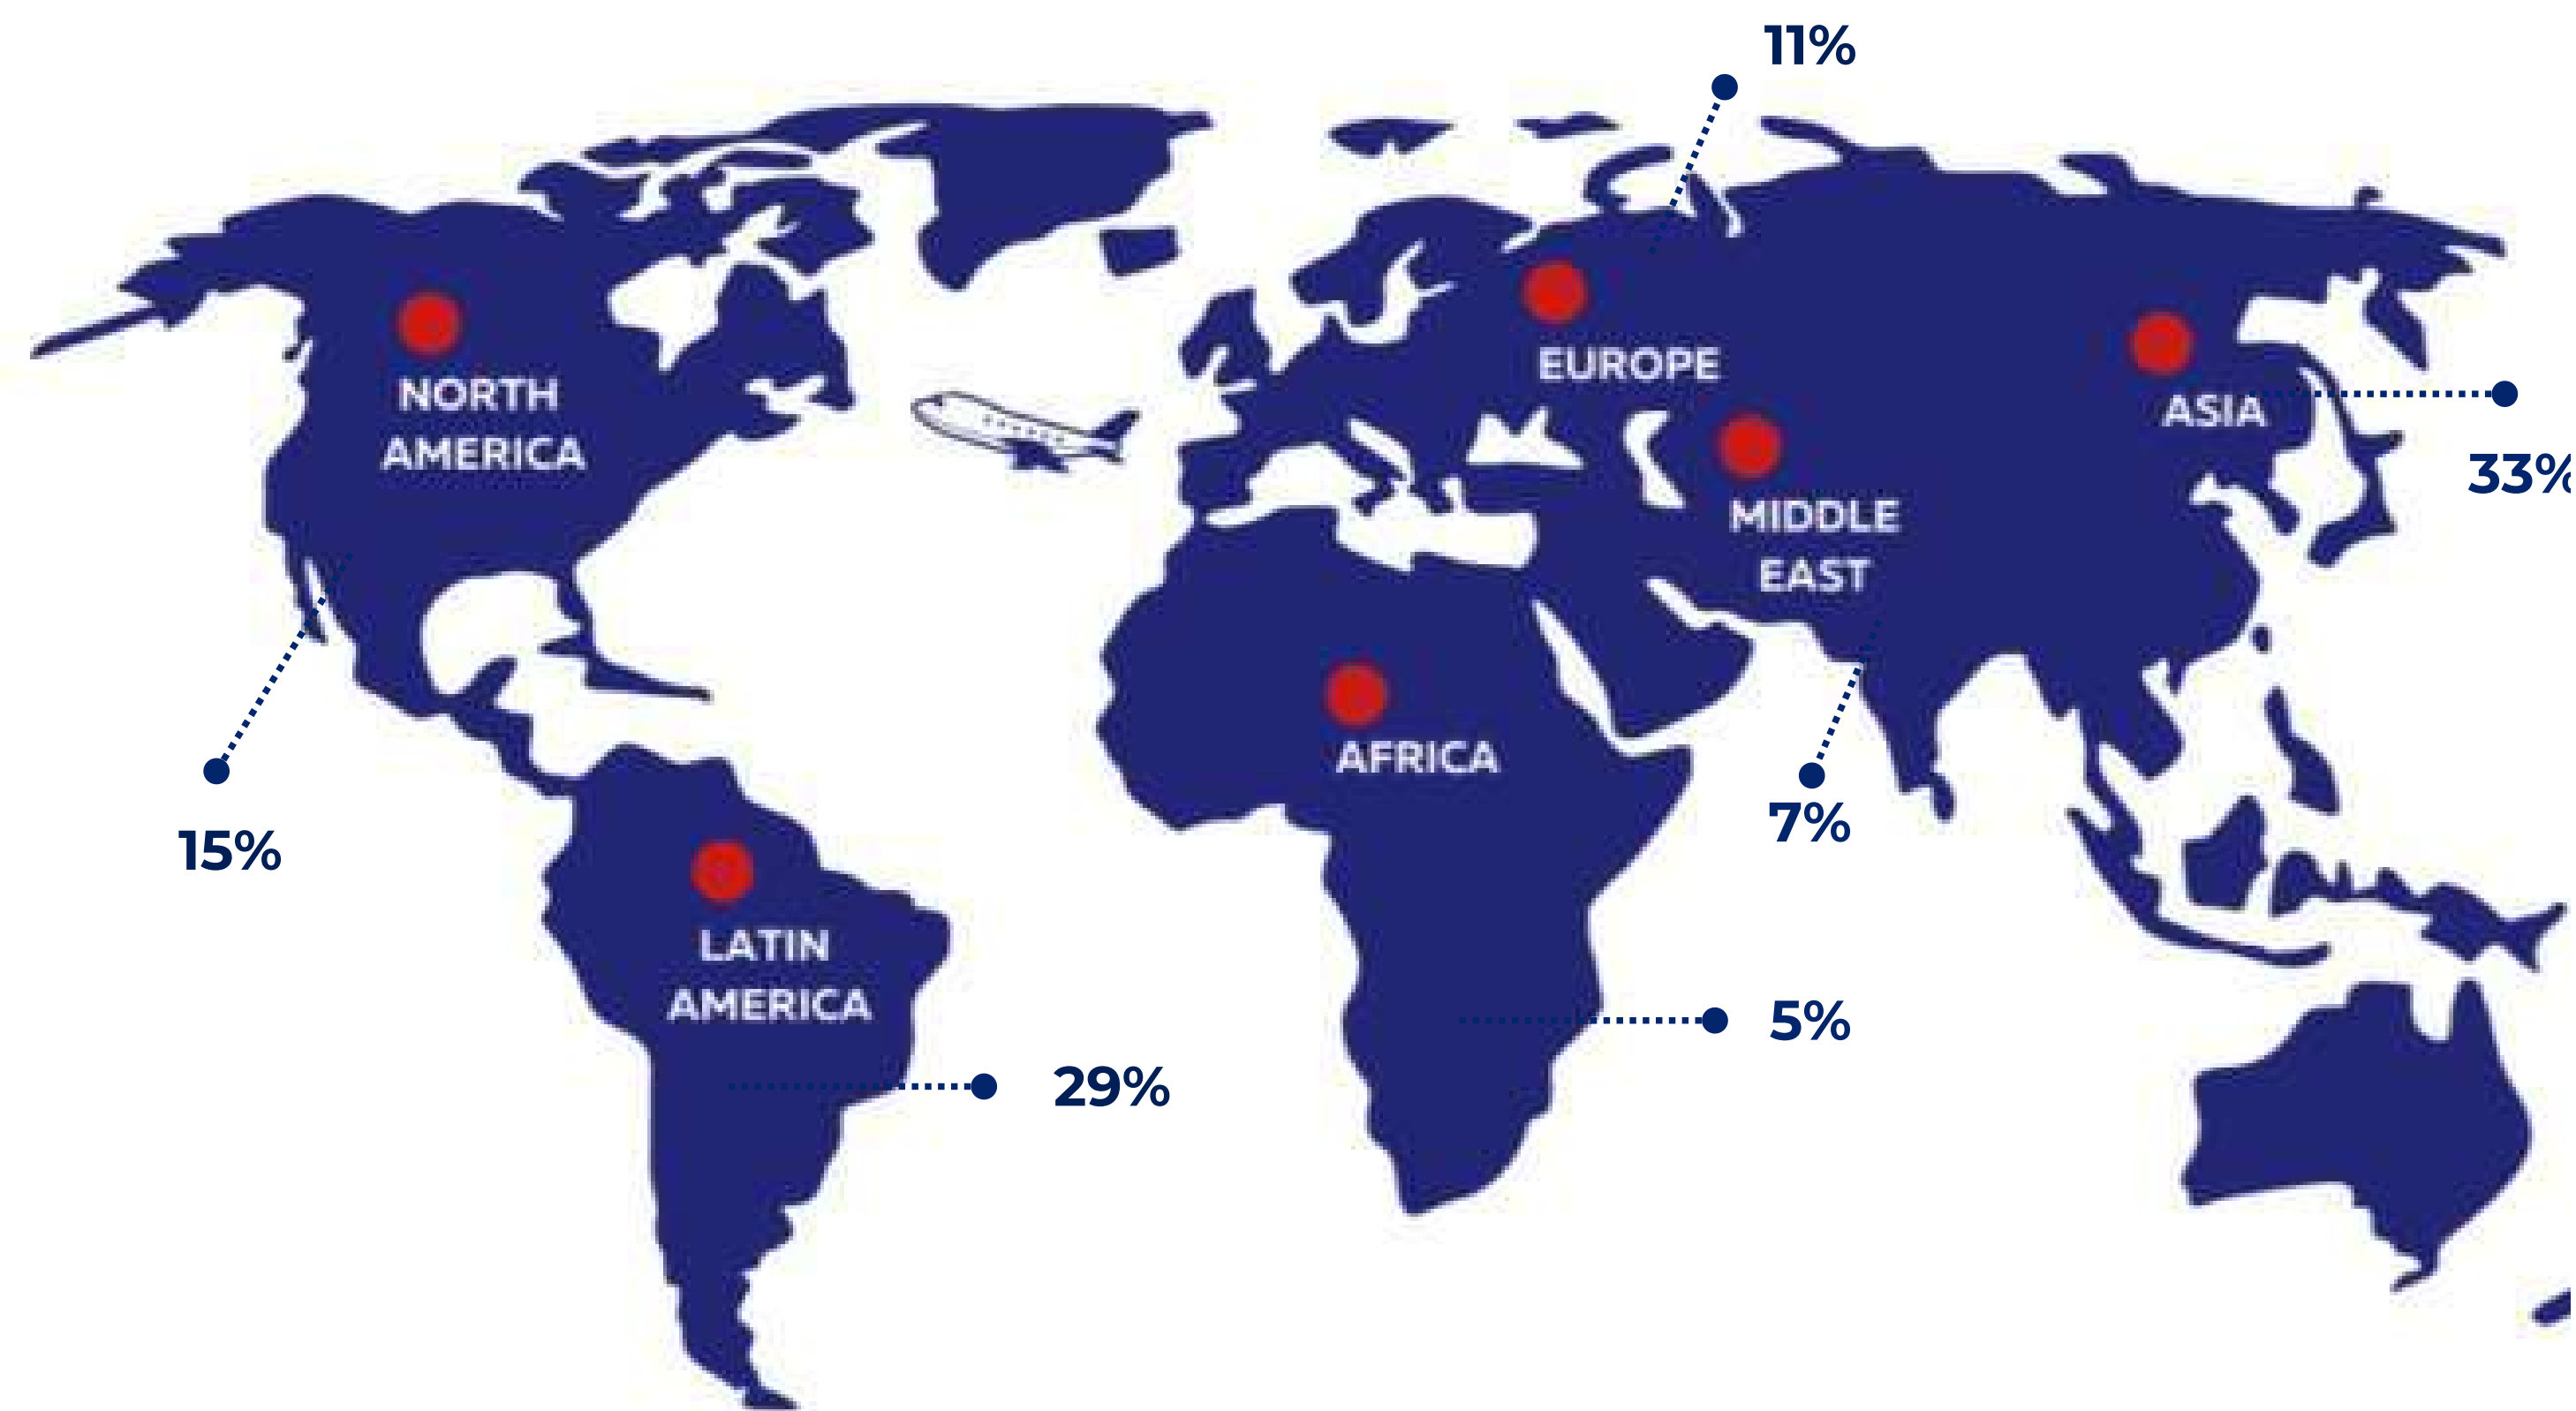 11%
EUROPE
NORTH
AMERICA
ASIA
33%
MIDDLE
EAST
AFRICA
7%
15%
LATIN
AMERICA
5%
29%